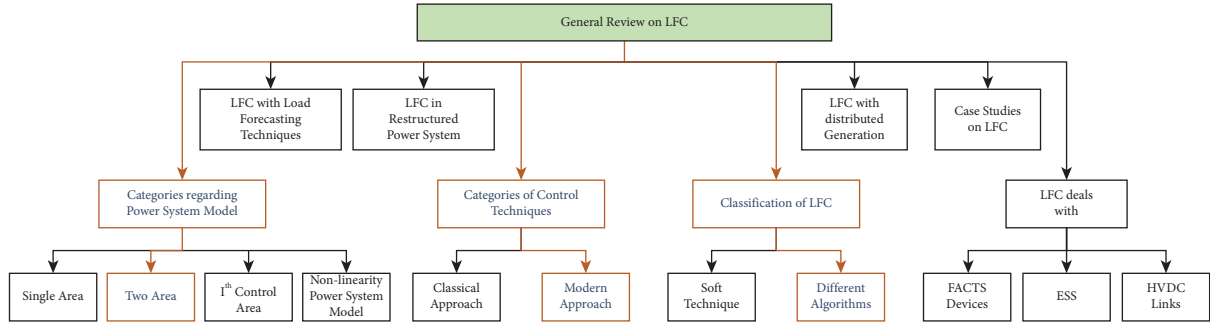 General Review on LFC
LFC with Load
Forecasting
Techniques
LFC in
Restructured
Power System
LFC with
distributed
Generation
Case Studies
on LFC
Categories regarding
Power System Model
Categories of Control
Techniques
Classification of LFC
LFC deals
with
Single Area
Two Area
Ith Control
Area
Non-linearity
Power System
Model
Classical
Approach
Modern
Approach
Soft
Technique
Different
Algorithms
FACTS
Devices
ESS
HVDC
Links